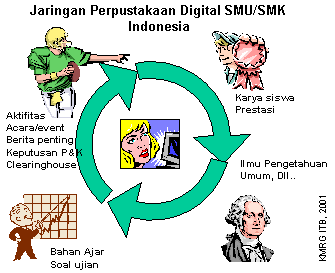 Jaringan Perpustakaan Digital SMU/SMK
Indonesia
Karya siswa
Prestasi
Aktifitas
Acara/event
Berita penting
Keputusan P&K
Clearinghouse
Ilmu Pengetahuan
Umum, Dll..
Bahan Ajar
Soal ujian
KMRG ITB, 2001